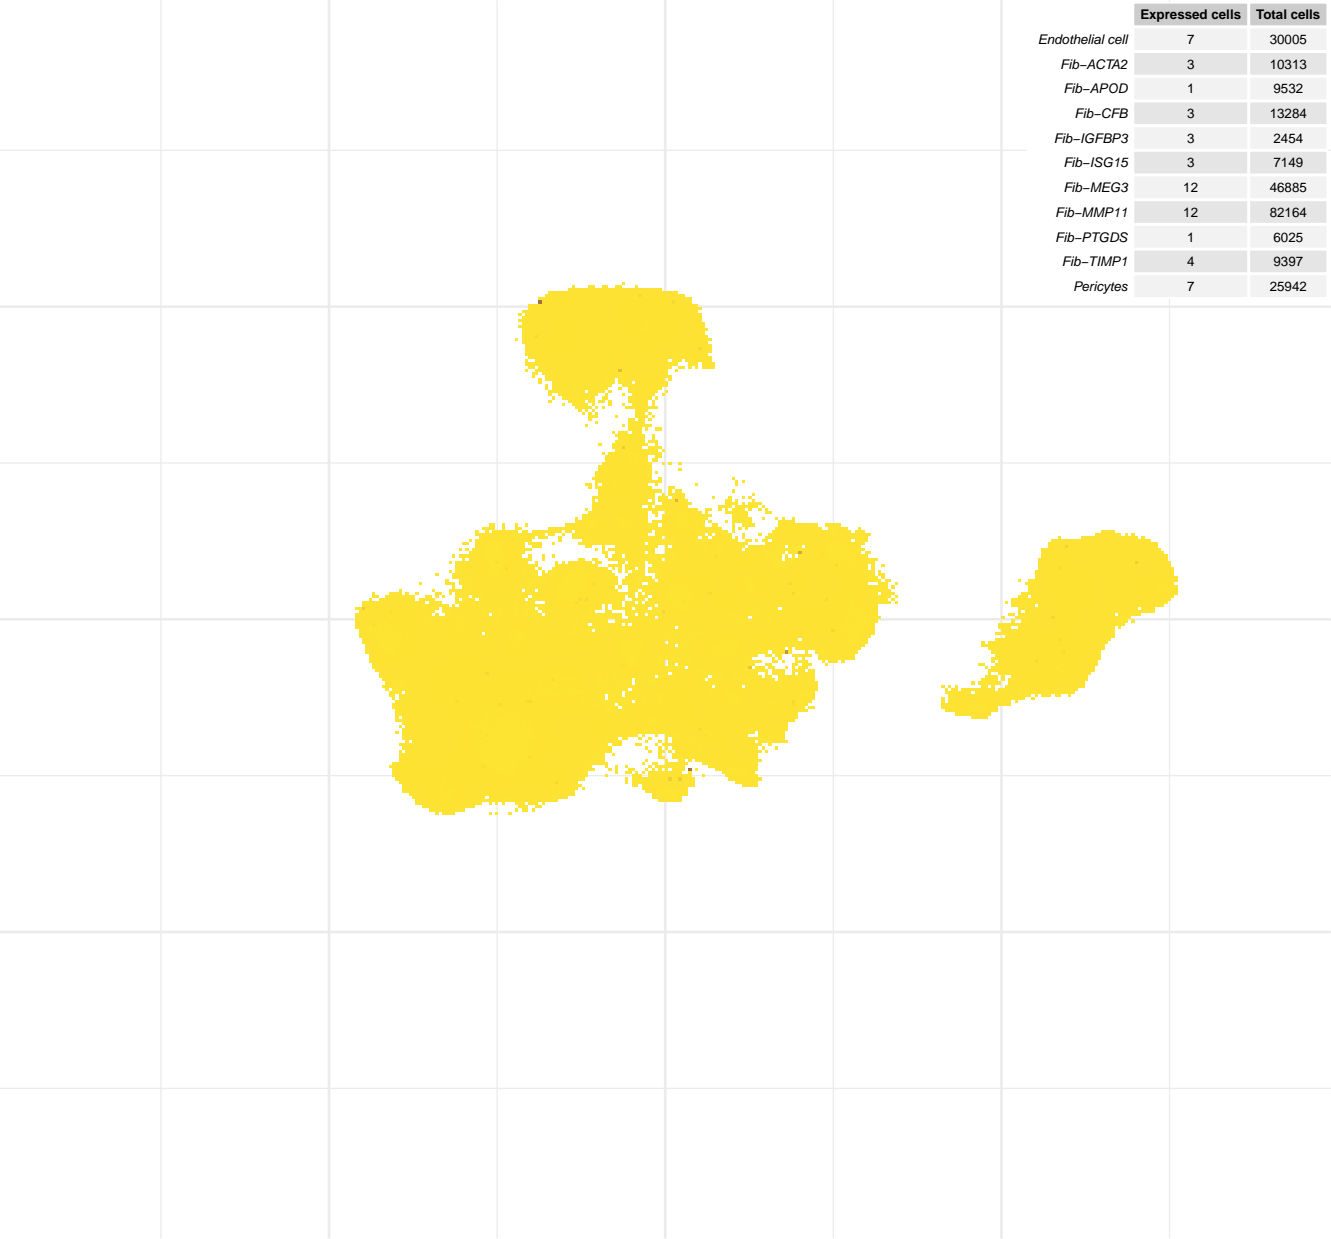 Expressed cells Total cells
Endothelial cell 7 30005
Fib−ACTA2 3 10313
Fib−APOD 1 9532
Fib−CFB 3 13284
Fib−IGFBP3 3 2454
Fib−ISG15 3 7149
Fib−MEG3 12 46885
Fib−MMP11 12 82164
Fib−PTGDS 1 6025
Fib−TIMP1 4 9397
Pericytes 7 25942